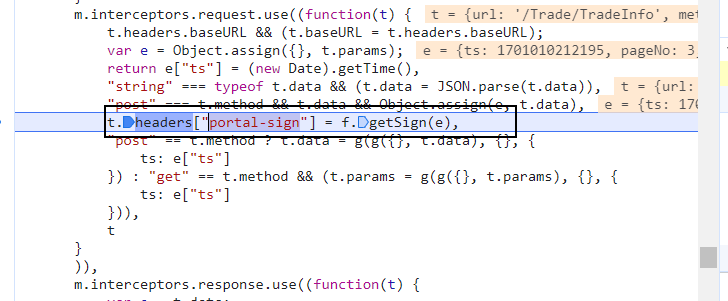 m.interceptors.request.use((function(t) { t = {url: '/Trade/TradeInfo', met
t.headers.baseURL && (t.baseURL = t.headers.baseURL);
var e = Object.assign({}, t.params); e = {ts: 1701010212195, pageNo: 3,
return e["ts"] = (new Date).getTime(),
"string" === typeof t.data && (t.data = JSON.parse(t.data)), t = {url:
"post" === t.method && t.data && Object.assign(e, t.data), e = {ts: 170
t.headers["portal-sign"] = f.getSign(e),
"post" == t.method ? t.data = g(g({}, t.data), {}, {
ts: e["ts"]
}) : "get" == t.method && (t.params = g(g({}, t.params), {}, {
ts: e["ts"]
})),
t
}
)),
m.interceptors.response.use((function(t) {